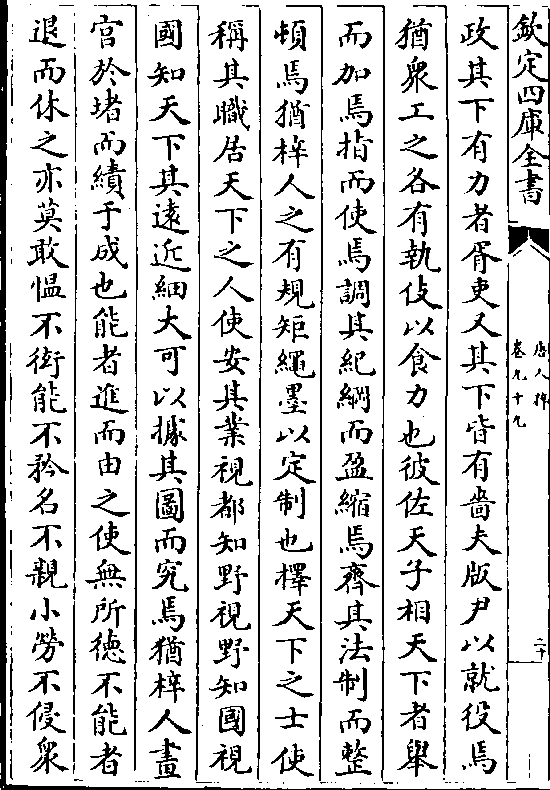 欽定四庫全書
卷九十九
二十
政其下有力者胥吏又其下皆有嗇夫版尹以就役焉
猶衆工之各有執伎以食力也彼佐天子相天下者舉
而加焉指而使焉調其紀綱而盈縮焉齊其法制而整
頓焉猶梓人之有規矩繩墨以定制也擇天下之士使
稱其職居天下之人使安其業視都知野視野知國視
國知天下其遠近細大可以據其圖而究焉猶梓人畫
宫於堵而績于成也能者進而由之使無所徳不能者
退而休之亦莫敢愠不衒能不矜名不親小勞不侵衆